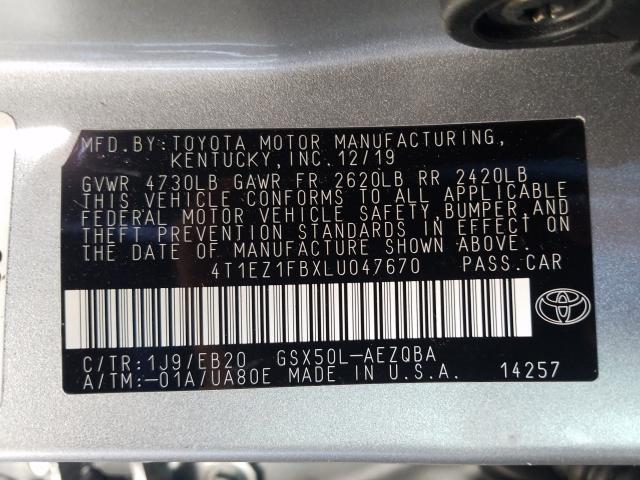 MFD.BY:TOYOTA MOTOR MANUFACTURING,
KENTUCKY,INC.12/19
GVWR 4730LB GAWR FR 2620LB RR 2420LB
THIS VEHICLE CONFORMS TO ALL APPLICABLE
FEDERAL MOTOR VEHICLE SAFETY,BUMPER,AND
THEFT PREVENTION STANDARDS IN EFFECT ON
THE DATE OF MANUFACTURE SHOWN ABOVE.
4T1EZ1FBXLU047670 PASS.CAR
C/TR:1J9/EB20 GSX50L-AEZQBA
A/TM:-01A/UA80E MADE IN U.S.A. 14257